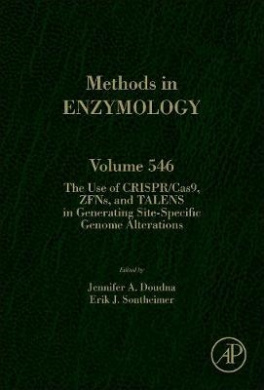 Methods in
ENZYMOLOGY
Volume 546
The Use of CRISPR/Cas9,
ZFNs, and TALENS
in Generating Site-Specific
Genome Alterations
Edited by
Jennifer A. Doudna
Erik J. Sontheimer
AP